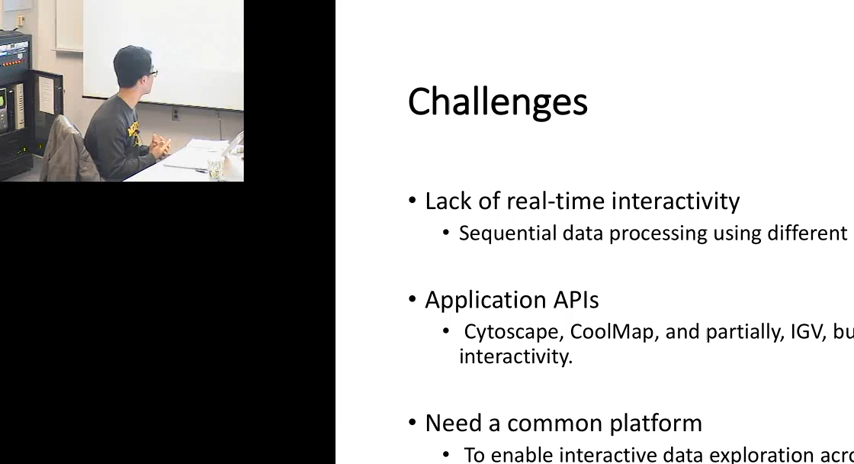 Challenges
• Lack of real-time interactivity
• Sequential data processing using different
• Application APIs
• Cytoscape, CoolMap, and partially, IGV, bu
interactivity.
• Need a common platform
• To enable interactive data exploration acro